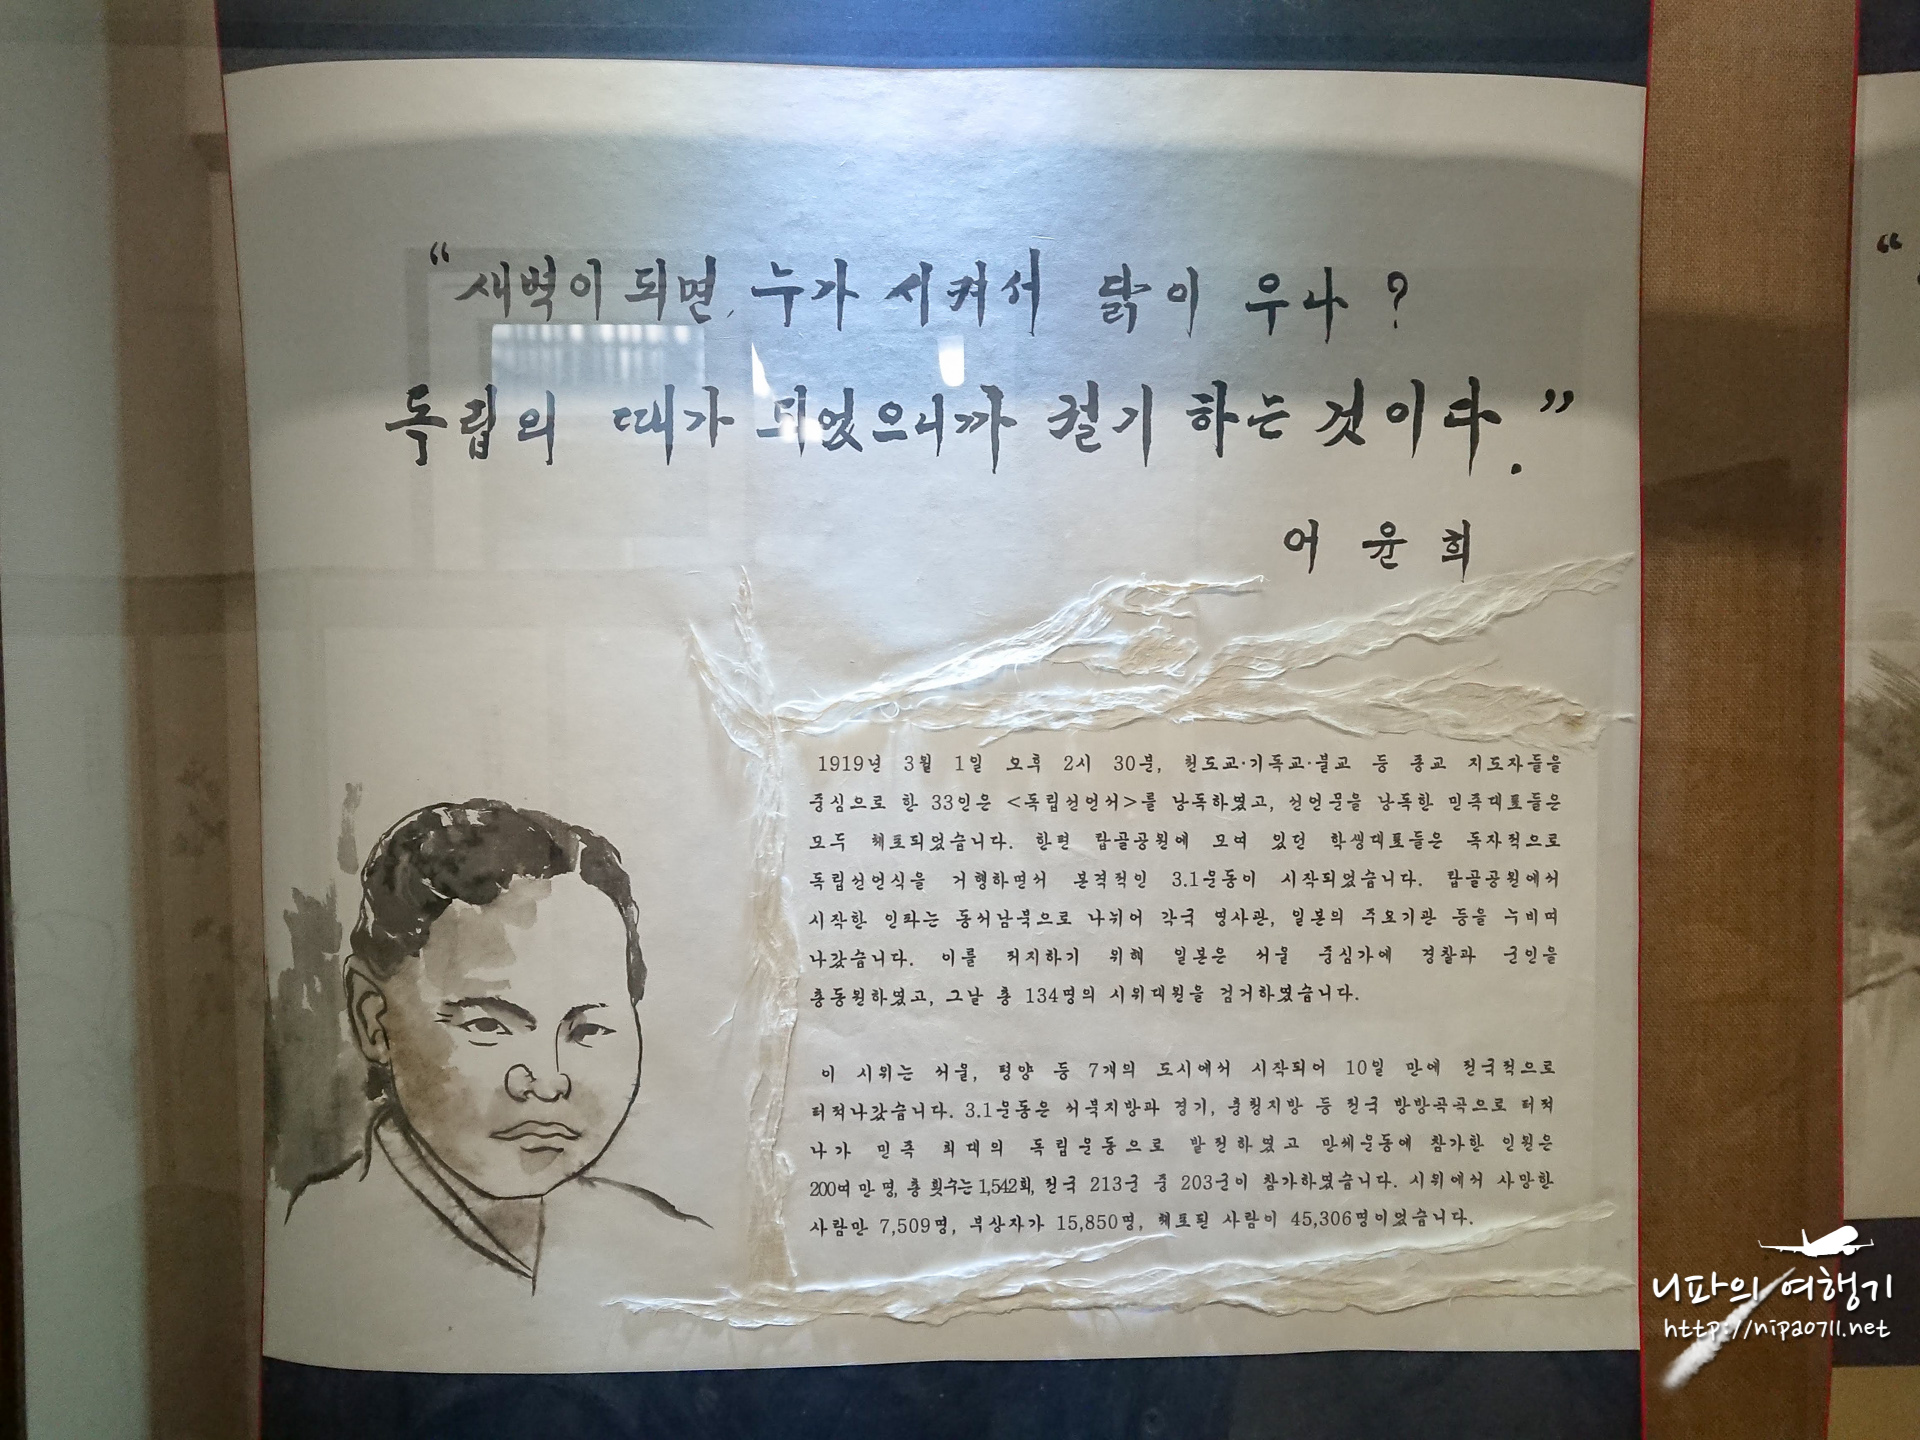 “새벽이 되면, 누가 시켜서 닭이 우나?
독립의 때가 되었으니까 궐기 하는 것이다.”
어윤희
1919년 3월 1일 오후 2시 30분, 천도교·기독교·불교 등 종교 지도자들을
중심으로 한 33인은 <독립선언서>를 낭독하였고, 선언문을 낭독한 민족대표들은
모두 체포되었습니다. 한편 탑골공원에 모여 있던 학생대표들은 독자적으로
독립선언식을 거행하면서 본격적인 3.1운동이 시작되었습니다. 탑골공원에서
시작한 인파는 동서남북으로 나뉘어 각국 영사관, 일본의 주요기관 등을 누비며
나갔습니다. 이를 저지하기 위해 일본은 서울 중심가에 경찰과 군인을
총동원하였고, 그날 총 134명의 시위대원을 검거하였습니다.
이 시위는 서울, 평양 등 7개의 도시에서 시작되어 10일 만에 전국적으로
터져나갔습니다. 3.1운동은 서북지방과 경기, 충청지방 등 전국 방방곡곡으로 터져
나가 민족 최대의 독립운동으로 발전하였고 만세운동에 참가한 인원은
200여 만 명, 총 횟수는 1,542회, 전국 213군 중 203군이 참가하였습니다. 시위에서 사망한
사람만 7,509명, 부상자가 15,850명, 체포된 사람이 45,306명이었습니다.
“
니파의 여행기
http://nipa0711.net